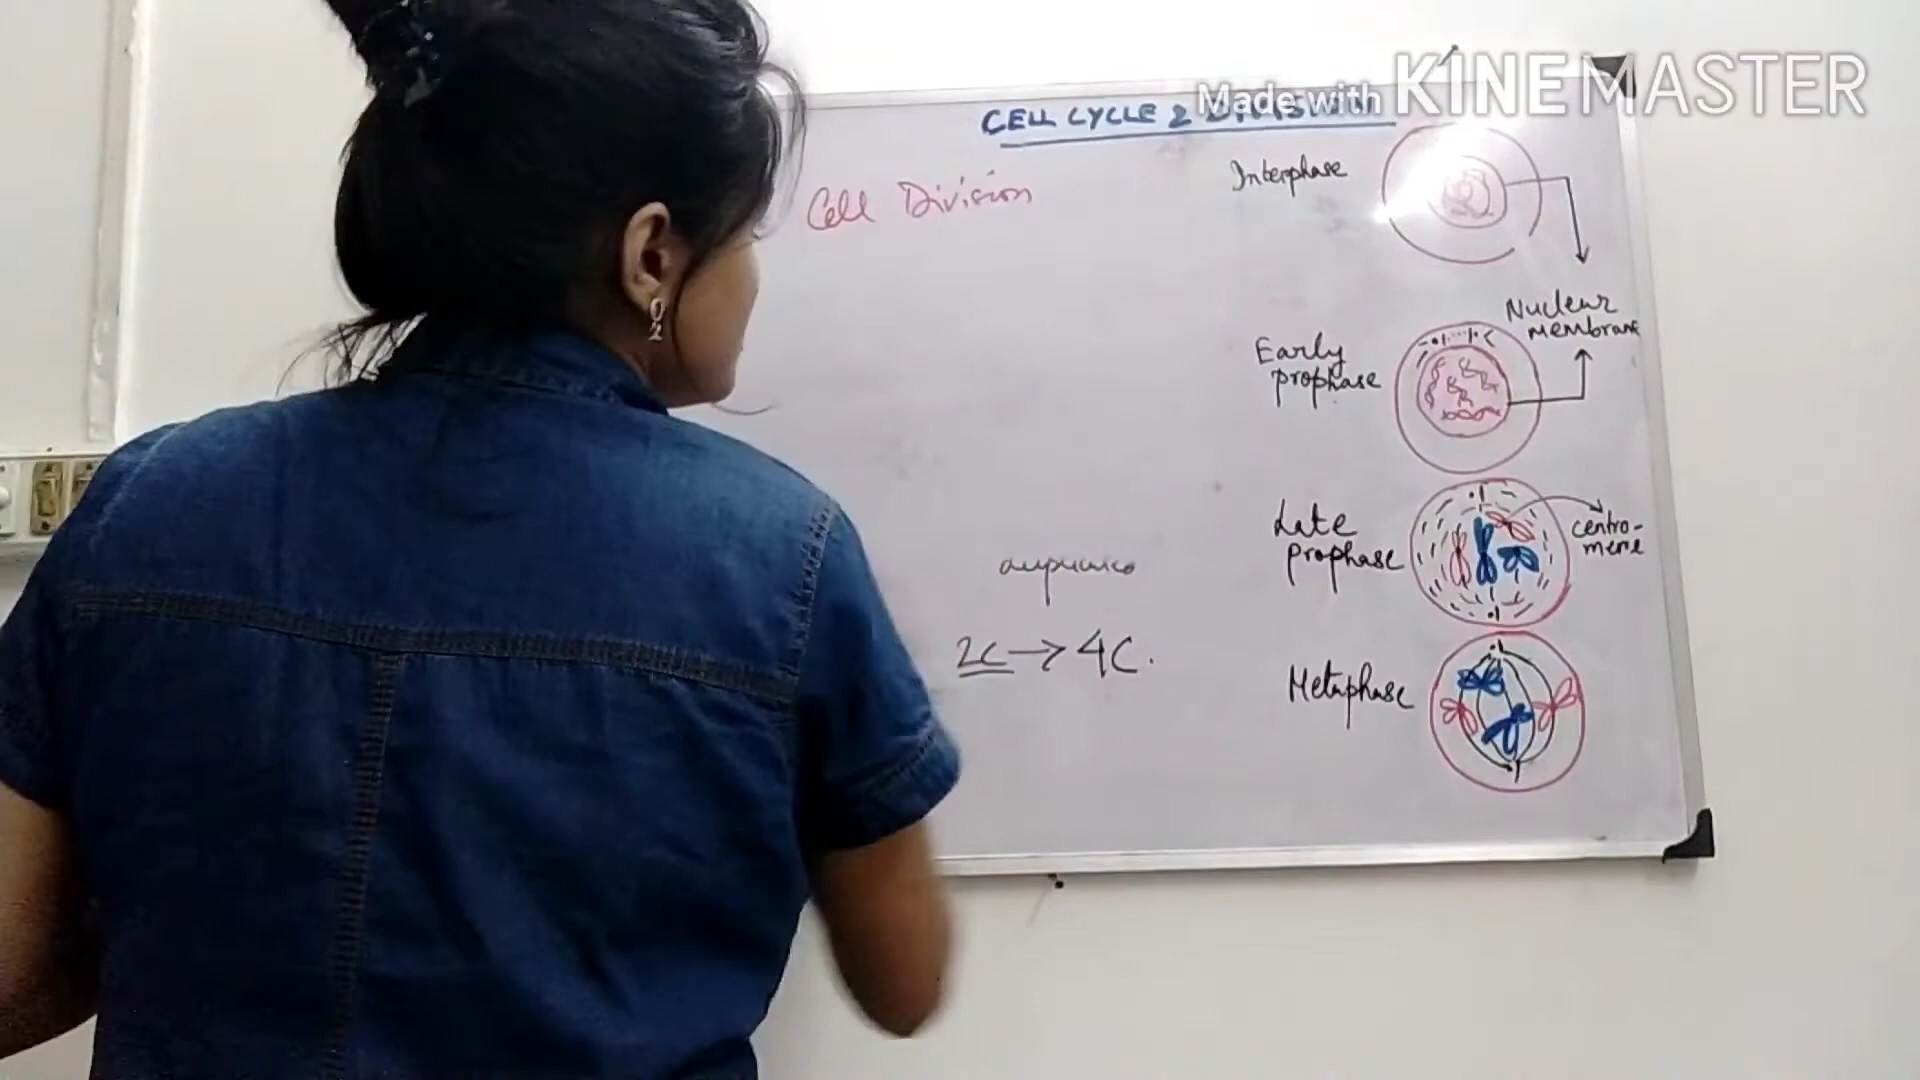 Made with KINEMASTER
CELL CYCLE & DIVISION
Cell Division
Interphase
Nuclear
membrane
Early
prophase
Late
prophase
centro-
mere
2C → 4C.
Metaphase